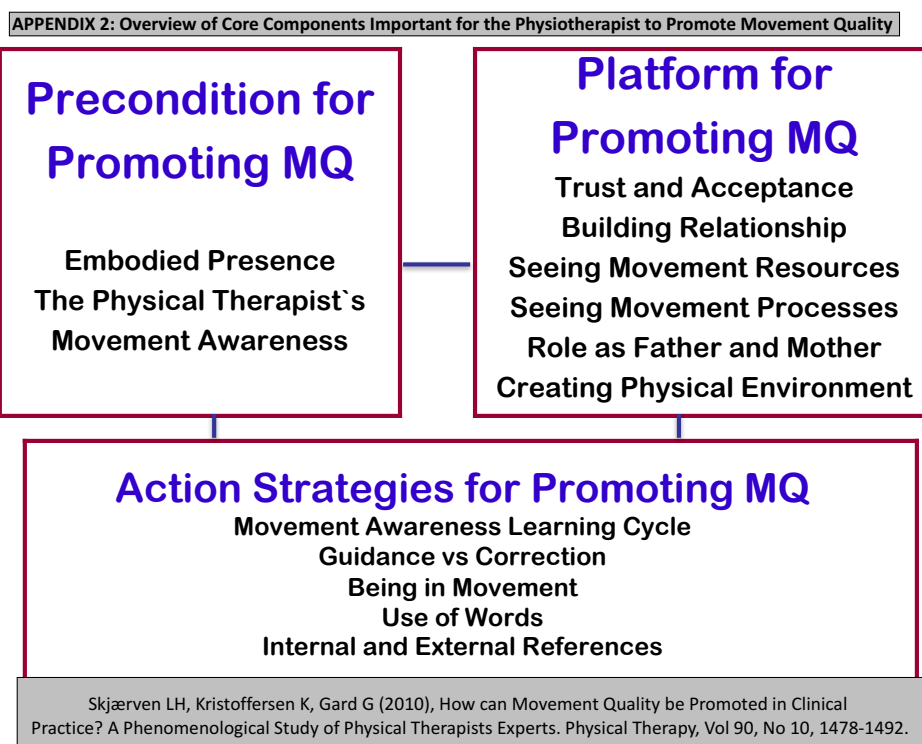 APPENDIX 2: Overview of Core Components Important for the Physiotherapist to Promote Movement Quality
Precondition for
Promoting MQ
Embodied Presence
The Physical Therapist`s
Movement Awareness
Platform for
Promoting MQ
Trust and Acceptance
Building Relationship
Seeing Movement Resources
Seeing Movement Processes
Role as Father and Mother
Creating Physical Environment
Action Strategies for Promoting MQ
Movement Awareness Learning Cycle
Guidance vs Correction
Being in Movement
Use of Words
Internal and External References
Skjærven LH, Kristoffersen K, Gard G (2010), How can Movement Quality be Promoted in Clinical
Practice? A Phenomenological Study of Physical Therapists Experts. Physical Therapy, Vol 90, No 10, 1478-1492.